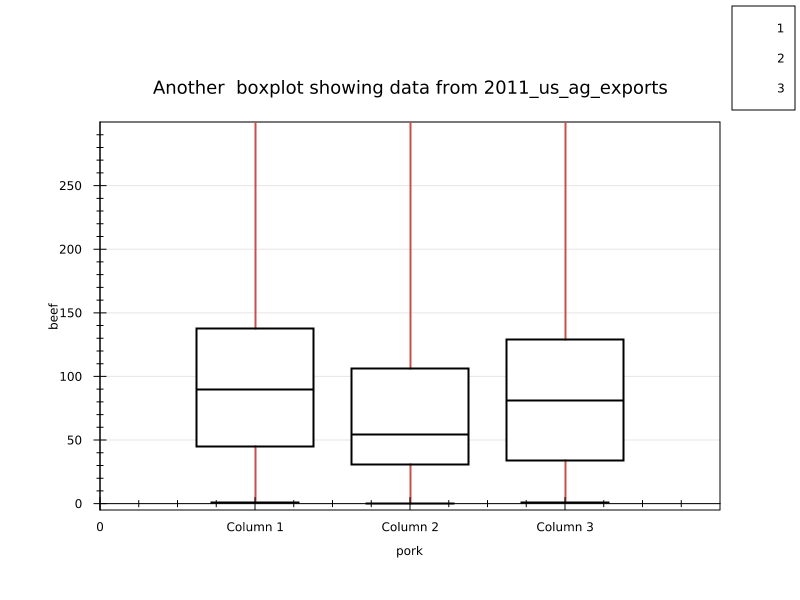 1
2
3
Another  boxplot showing data from 2011_us_ag_exports
250
200
150
100
50
0
beef
0 Column 1 Column 2 Column 3
pork